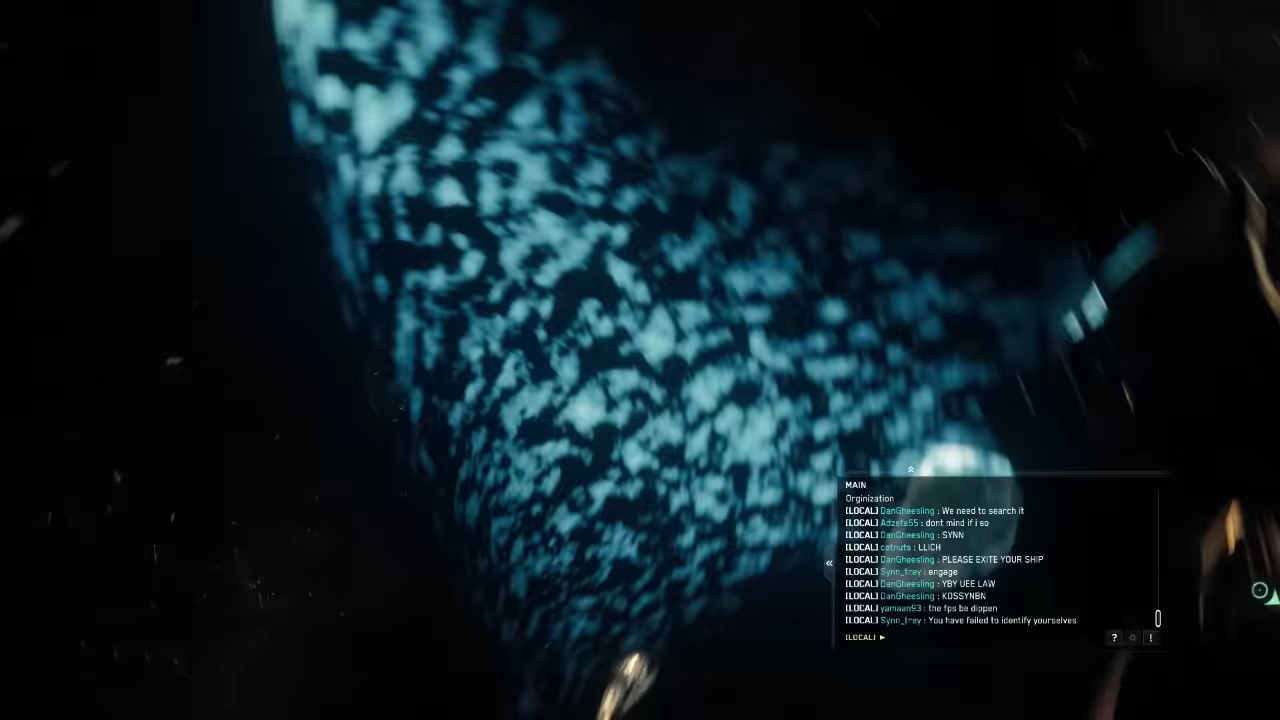 MAIN
Orginization
[LOCAL] DanGheesling : We need to search it
[LOCAL] Adzsta55 : dont mind if i so
[LOCAL] DanGheesling : SYNN
[LOCAL] catnuts : LLICH
[LOCAL] DanGheesling : PLEASE EXITE YOUR SHIP
[LOCAL] Synn_trey : engage
[LOCAL] DanGheesling : YBY UEE LAW
[LOCAL] DanGheesling : KOSSYNBN
[LOCAL] yamaan93 : the fps be dippen
[LOCAL] Synn_trey : You have failed to identify yourselves
[LOCAL] ►
? !